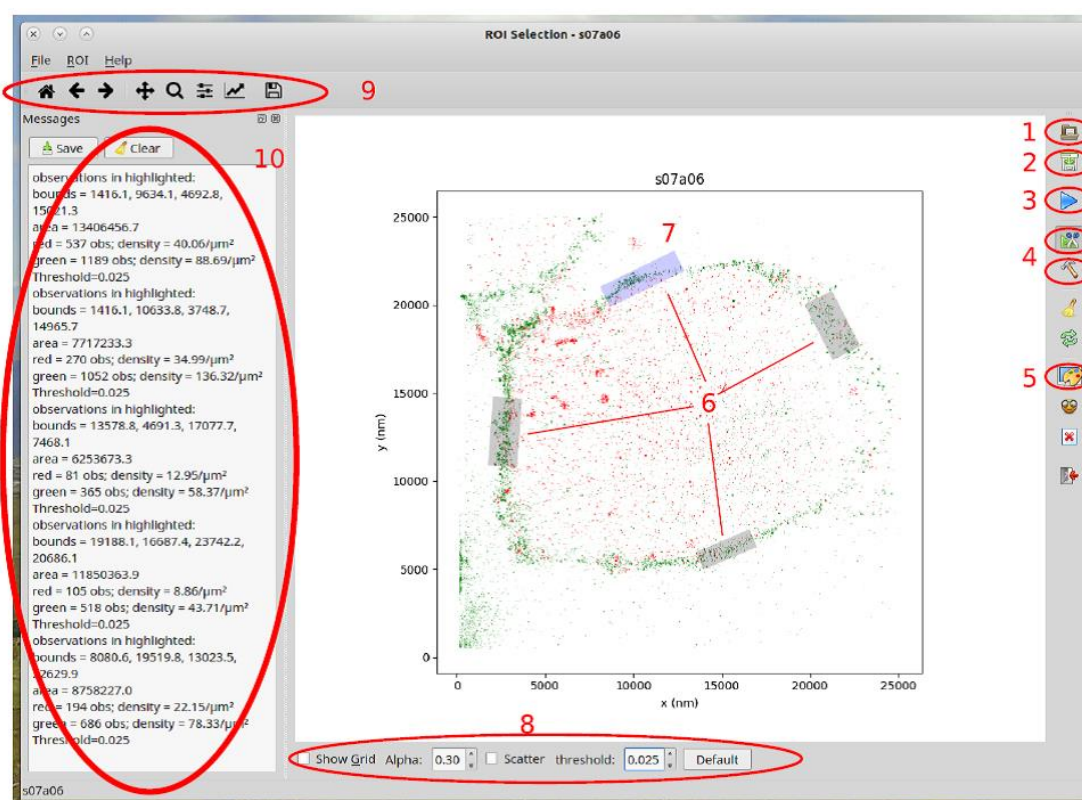 ROI Selection - s07a06
File ROI Help
9
Messages
Save Clear
10
observations in highlighted:
bounds = 1416.1, 9634.1, 4692.8,
15021.3
area = 13406456.7
red = 537 obs; density = 40.06/µm²
green = 1189 obs; density = 88.69/µm²
Threshold=0.025
observations in highlighted:
bounds = 1416.1, 10633.8, 3748.7,
14965.7
area = 7717233.3
red = 270 obs; density = 34.99/µm²
green = 1052 obs; density = 136.32/µm²
Threshold=0.025
observations in highlighted:
bounds = 13578.8, 4691.3, 17077.7,
7468.1
area = 6253673.3
red = 81 obs; density = 12.95/µm²
green = 365 obs; density = 58.37/µm²
Threshold=0.025
observations in highlighted:
bounds = 19188.1, 16687.4, 23742.2,
20686.1
area = 11850363.9
red = 105 obs; density = 8.86/µm²
green = 518 obs; density = 43.71/µm²
Threshold=0.025
observations in highlighted:
bounds = 8080.6, 19519.8, 13023.5,
22629.9
area = 8758227.0
red = 194 obs; density = 22.15/µm²
green = 686 obs; density = 78.33/µm²
Threshold=0.025
s07a06
25000
20000
15000
10000
5000
0
y (nm)
0 5000 10000 15000 20000 25000
x (nm)
7
6
1
2
3
4
5
8
Show Grid Alpha: 0.30 Scatter threshold: 0.025 Default
s07a06